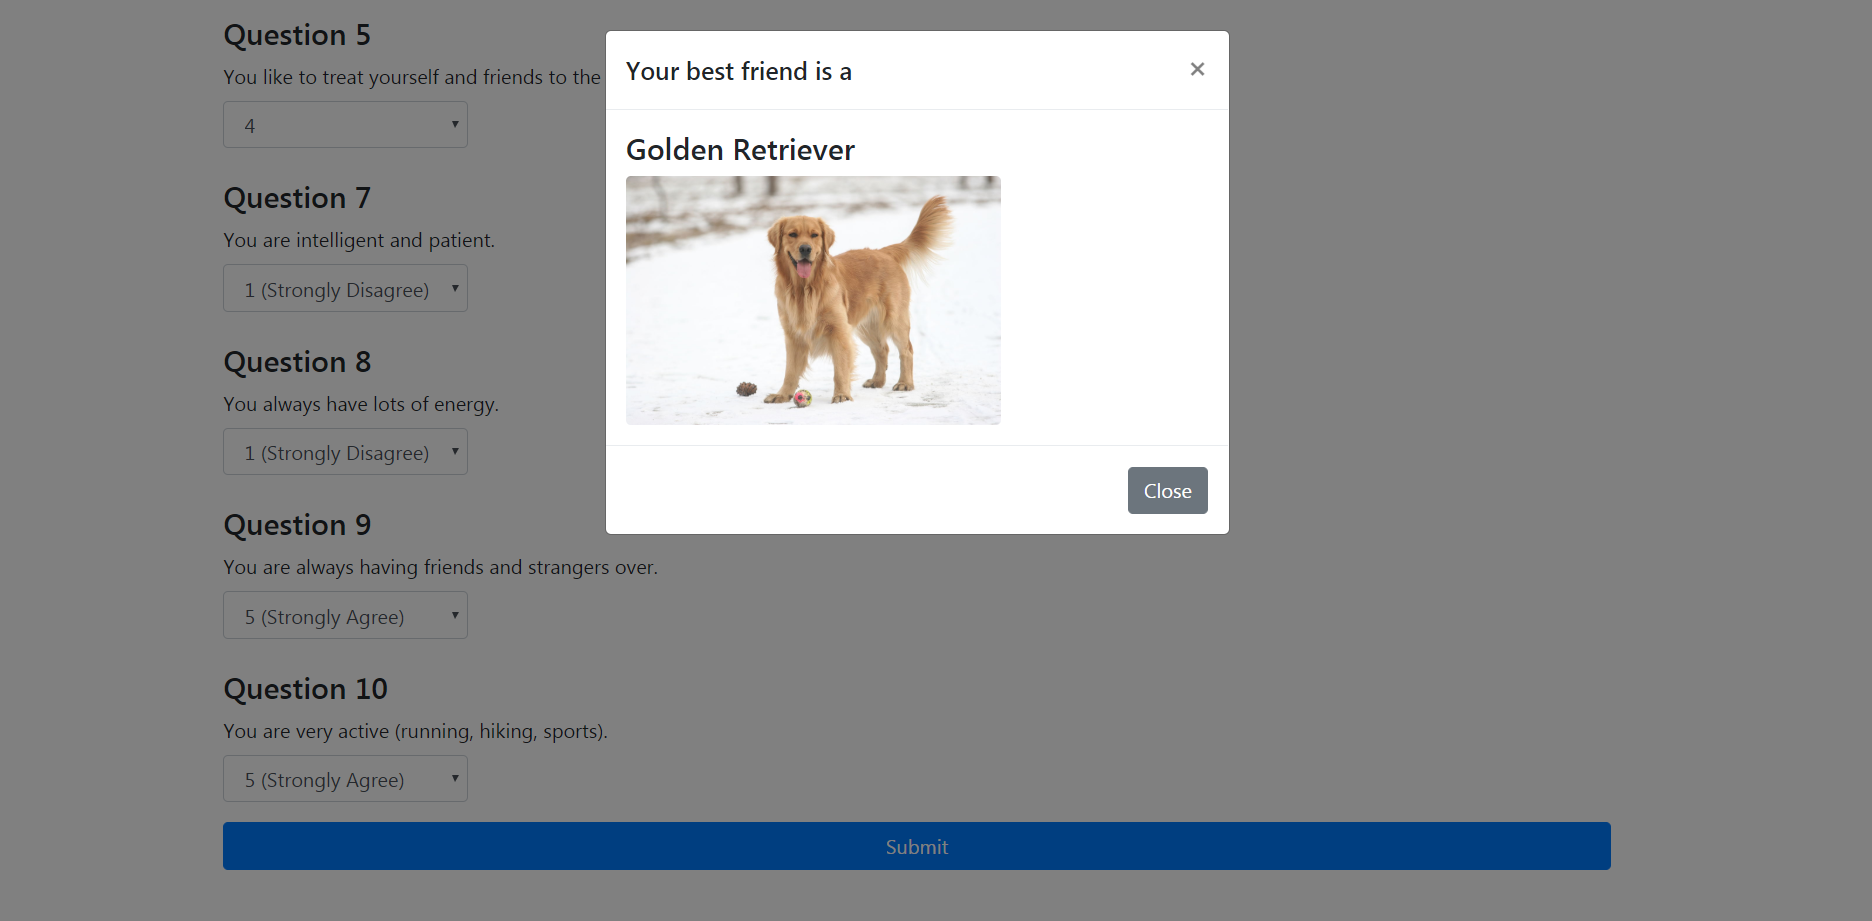 Question 5
You like to treat yourself and friends to the
4
Question 7
You are intelligent and patient.
1 (Strongly Disagree)
Question 8
You always have lots of energy.
1 (Strongly Disagree)
Question 9
You are always having friends and strangers over.
5 (Strongly Agree)
Question 10
You are very active (running, hiking, sports).
5 (Strongly Agree)
Submit
Your best friend is a
×
Golden Retriever
Close